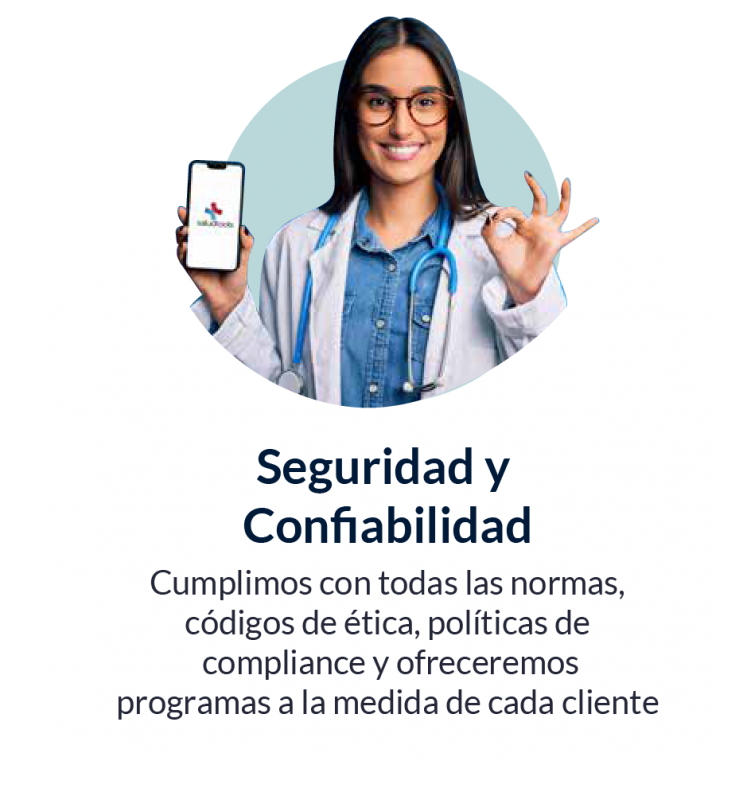 saludtools
Seguridad y
Confiabilidad
Cumplimos con todas las normas,
códigos de ética, políticas de
compliance y ofreceremos
programas a la medida de cada cliente